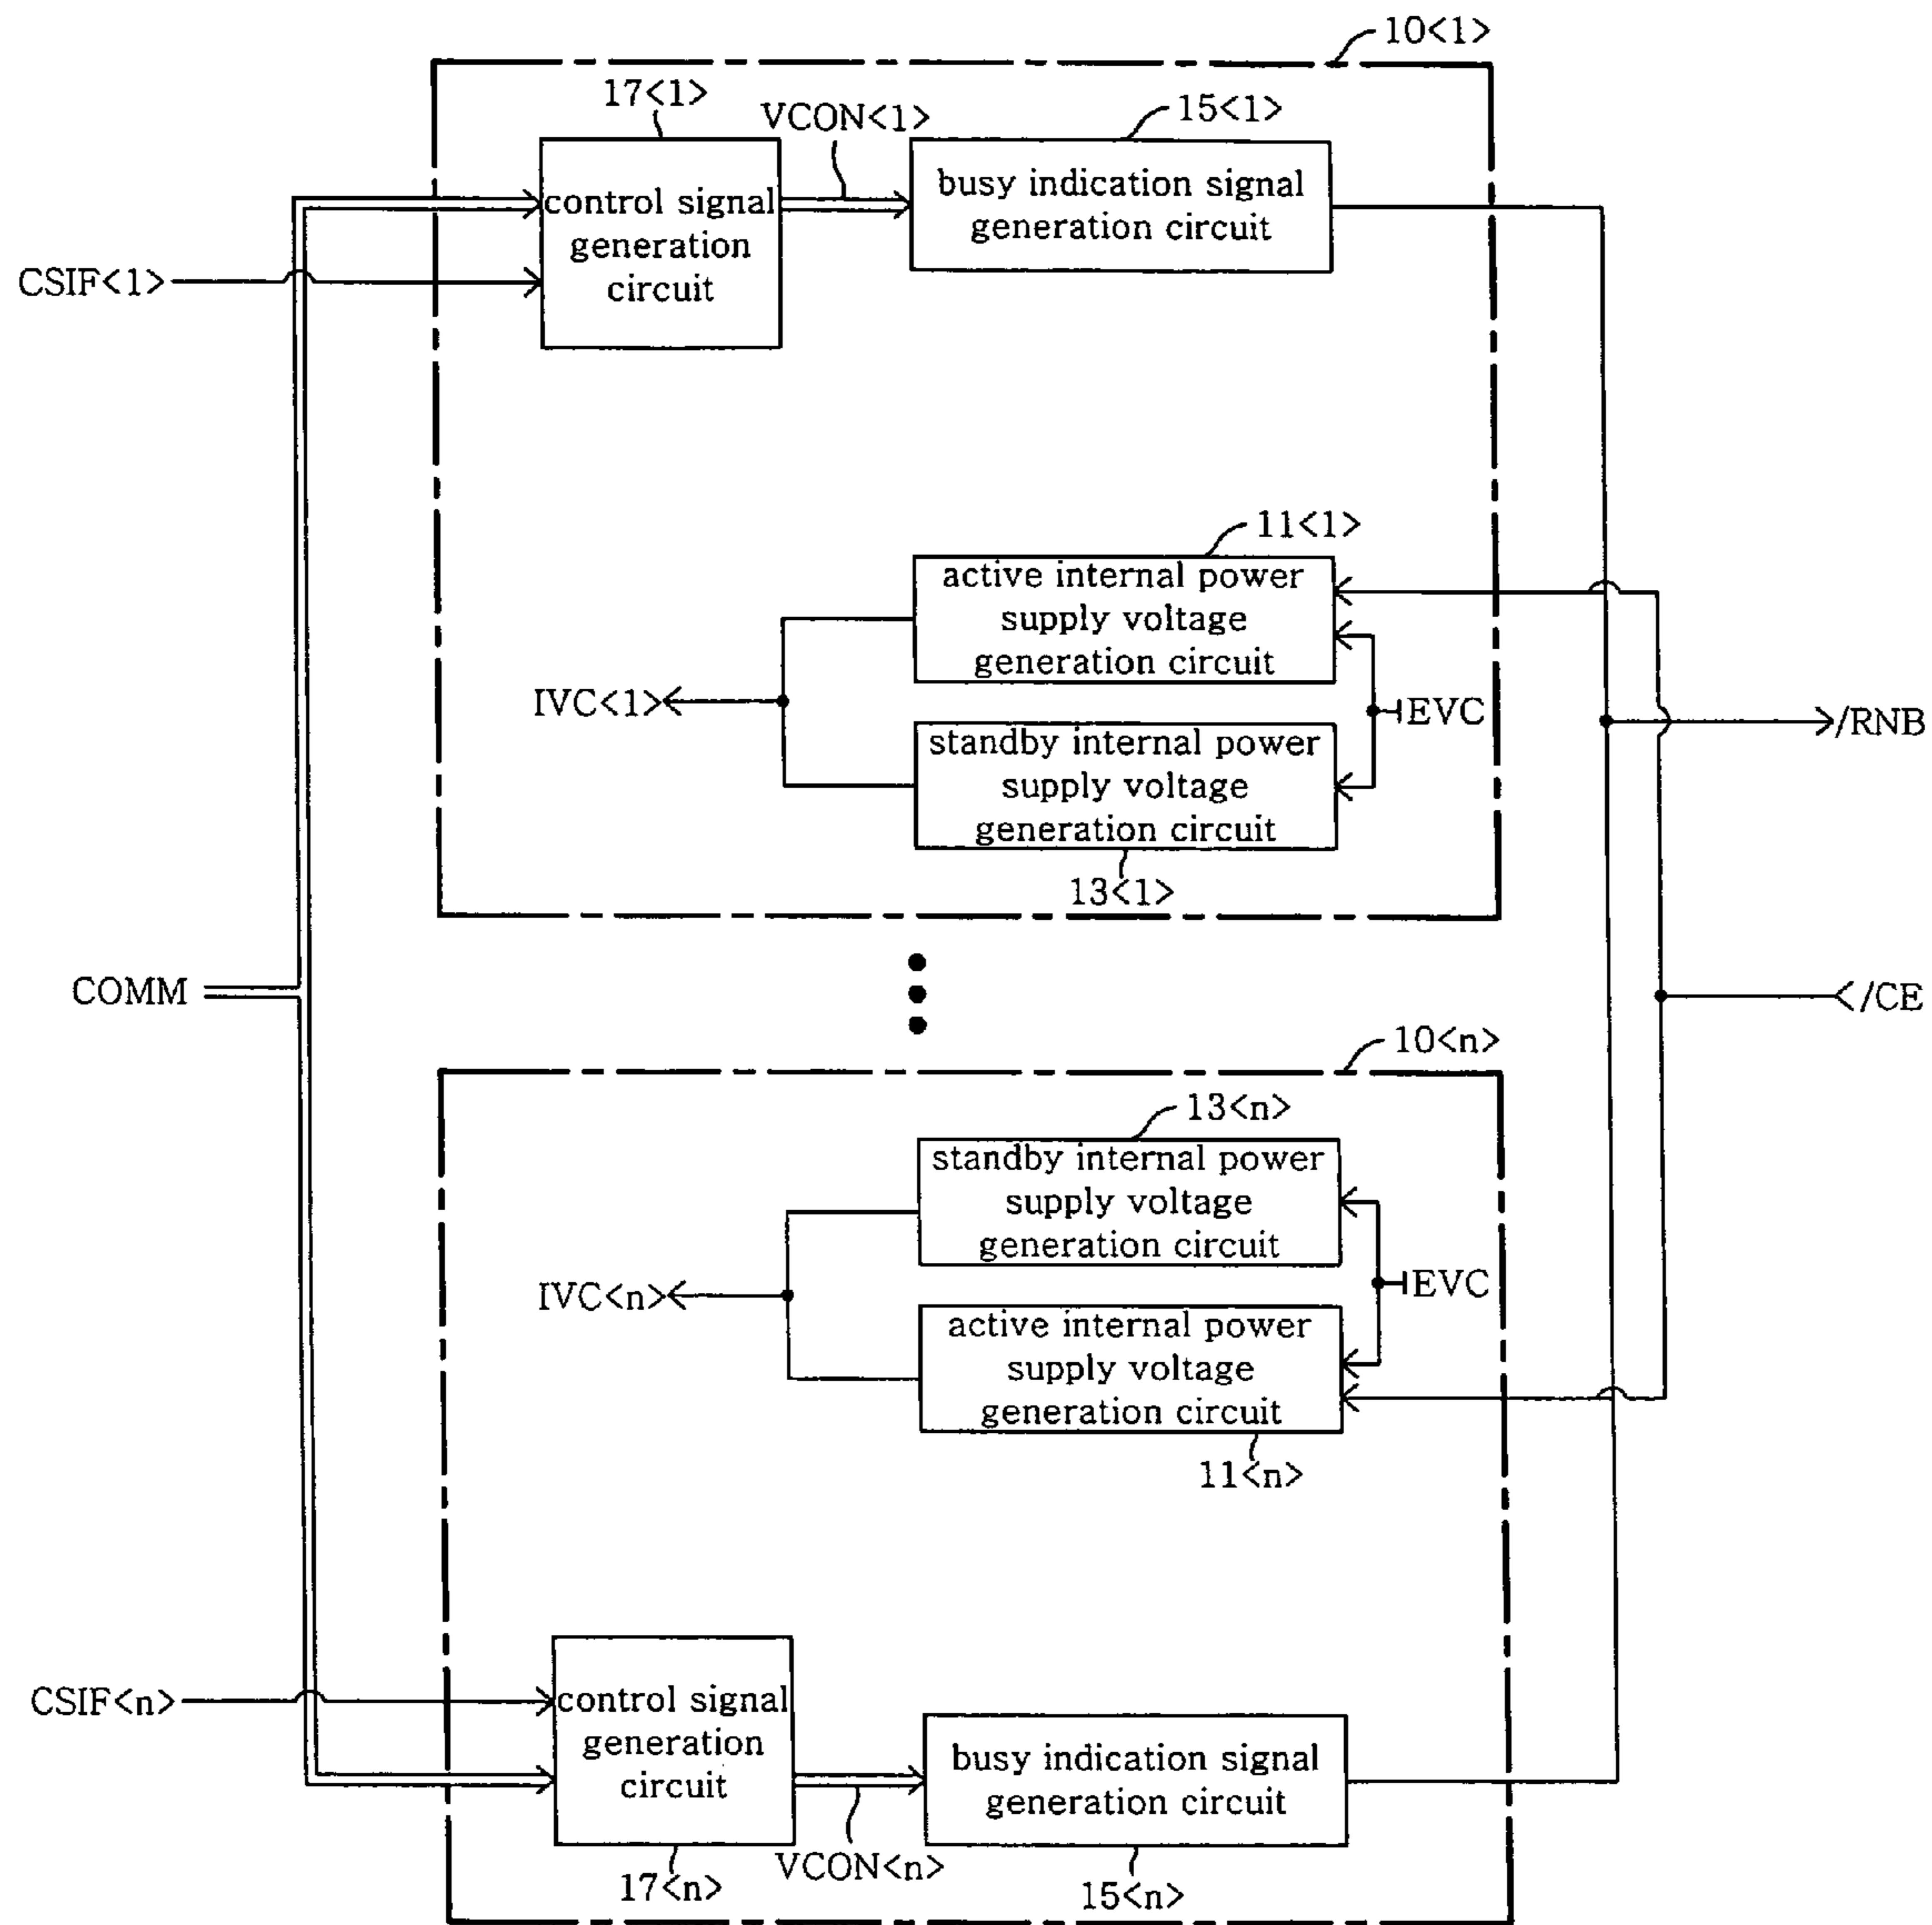 10<1>
17<1>
VCON<1>
15<1>
control signal
generation
circuit
busy indication signal
generation circuit
CSIF<1>
11<1>
active internal power
supply voltage
generation circuit
IVC<1>
EVC
/RNB
standby internal power
supply voltage
generation circuit
13<1>
COMM
/CE
10<n>
13<n>
standby internal power
supply voltage
generation circuit
IVC<n>
EVC
active internal power
supply voltage
generation circuit
11<n>
CSIF<n>
control signal
generation
circuit
busy indication signal
generation circuit
VCON<n>
17<n>
15<n>